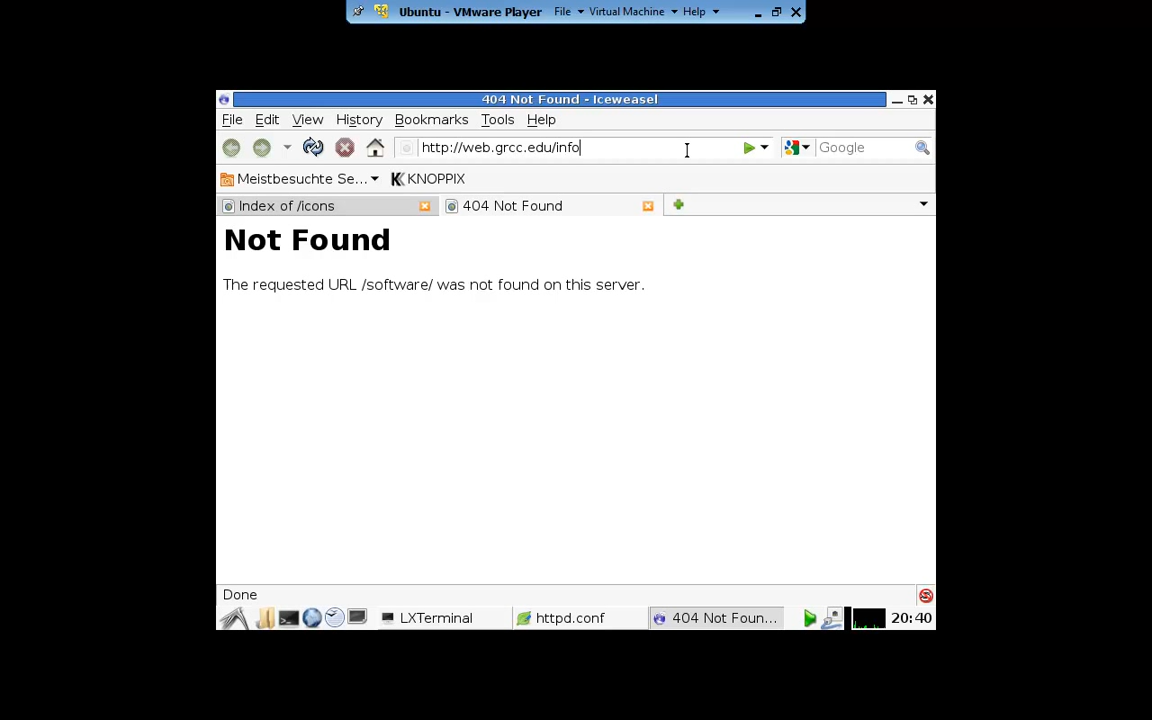 Ubuntu - VMware Player File Virtual Machine Help
404 Not Found - Iceweasel
File Edit View History Bookmarks Tools Help
http://web.grcc.edu/info Google
Meistbesuchte Se... KNOPPIX
Index of /icons 404 Not Found
Not Found
The requested URL /software/ was not found on this server.
Done
LXTerminal httpd.conf 404 Not Foun... 20:40